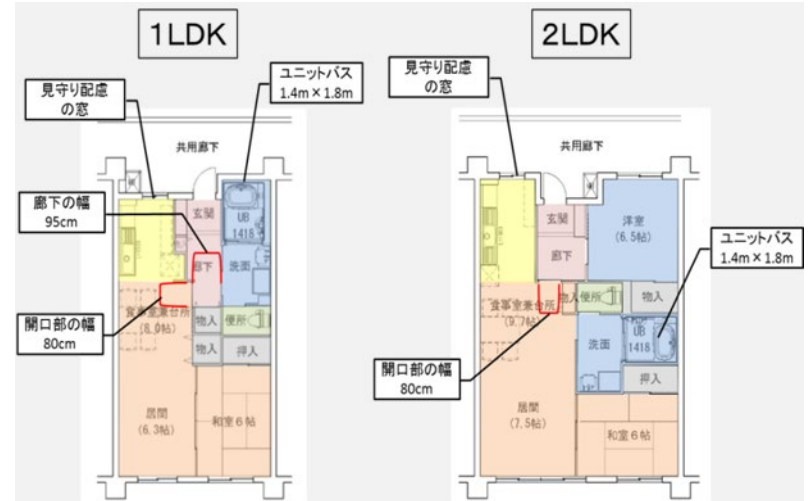 1LDK
見守り配慮
の窓
ユニットバス
1.4m×1.8m
共用廊下
廊下の幅
95cm
玄関
UB
1418
廊下
洗面
食事室兼台所
(8.0帖)
開口部の幅
80cm
物入
便所
物入
押入
居間
(6.3帖)
和室6帖
2LDK
見守り配慮
の窓
共用廊下
玄関
洋室
(6.5帖)
廊下
ユニットバス
1.4m×1.8m
食事室兼台所
(9.7帖)
物入
便所
物入
洗面
UB
1418
開口部の幅
80cm
押入
居間
(7.5帖)
和室6帖